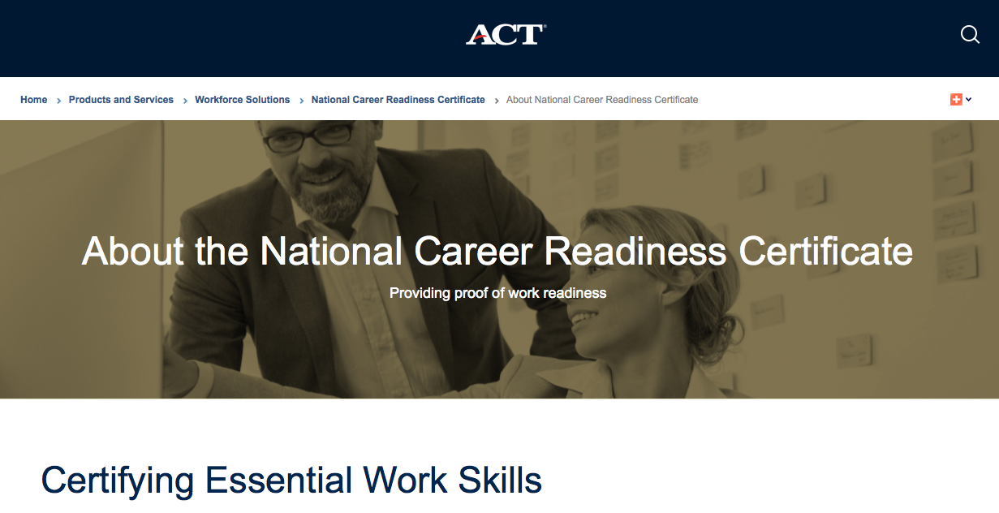 ACT®
Home > Products and Services > Workforce Solutions > National Career Readiness Certificate > About National Career Readiness Certificate
About the National Career Readiness Certificate
Providing proof of work readiness
Certifying Essential Work Skills